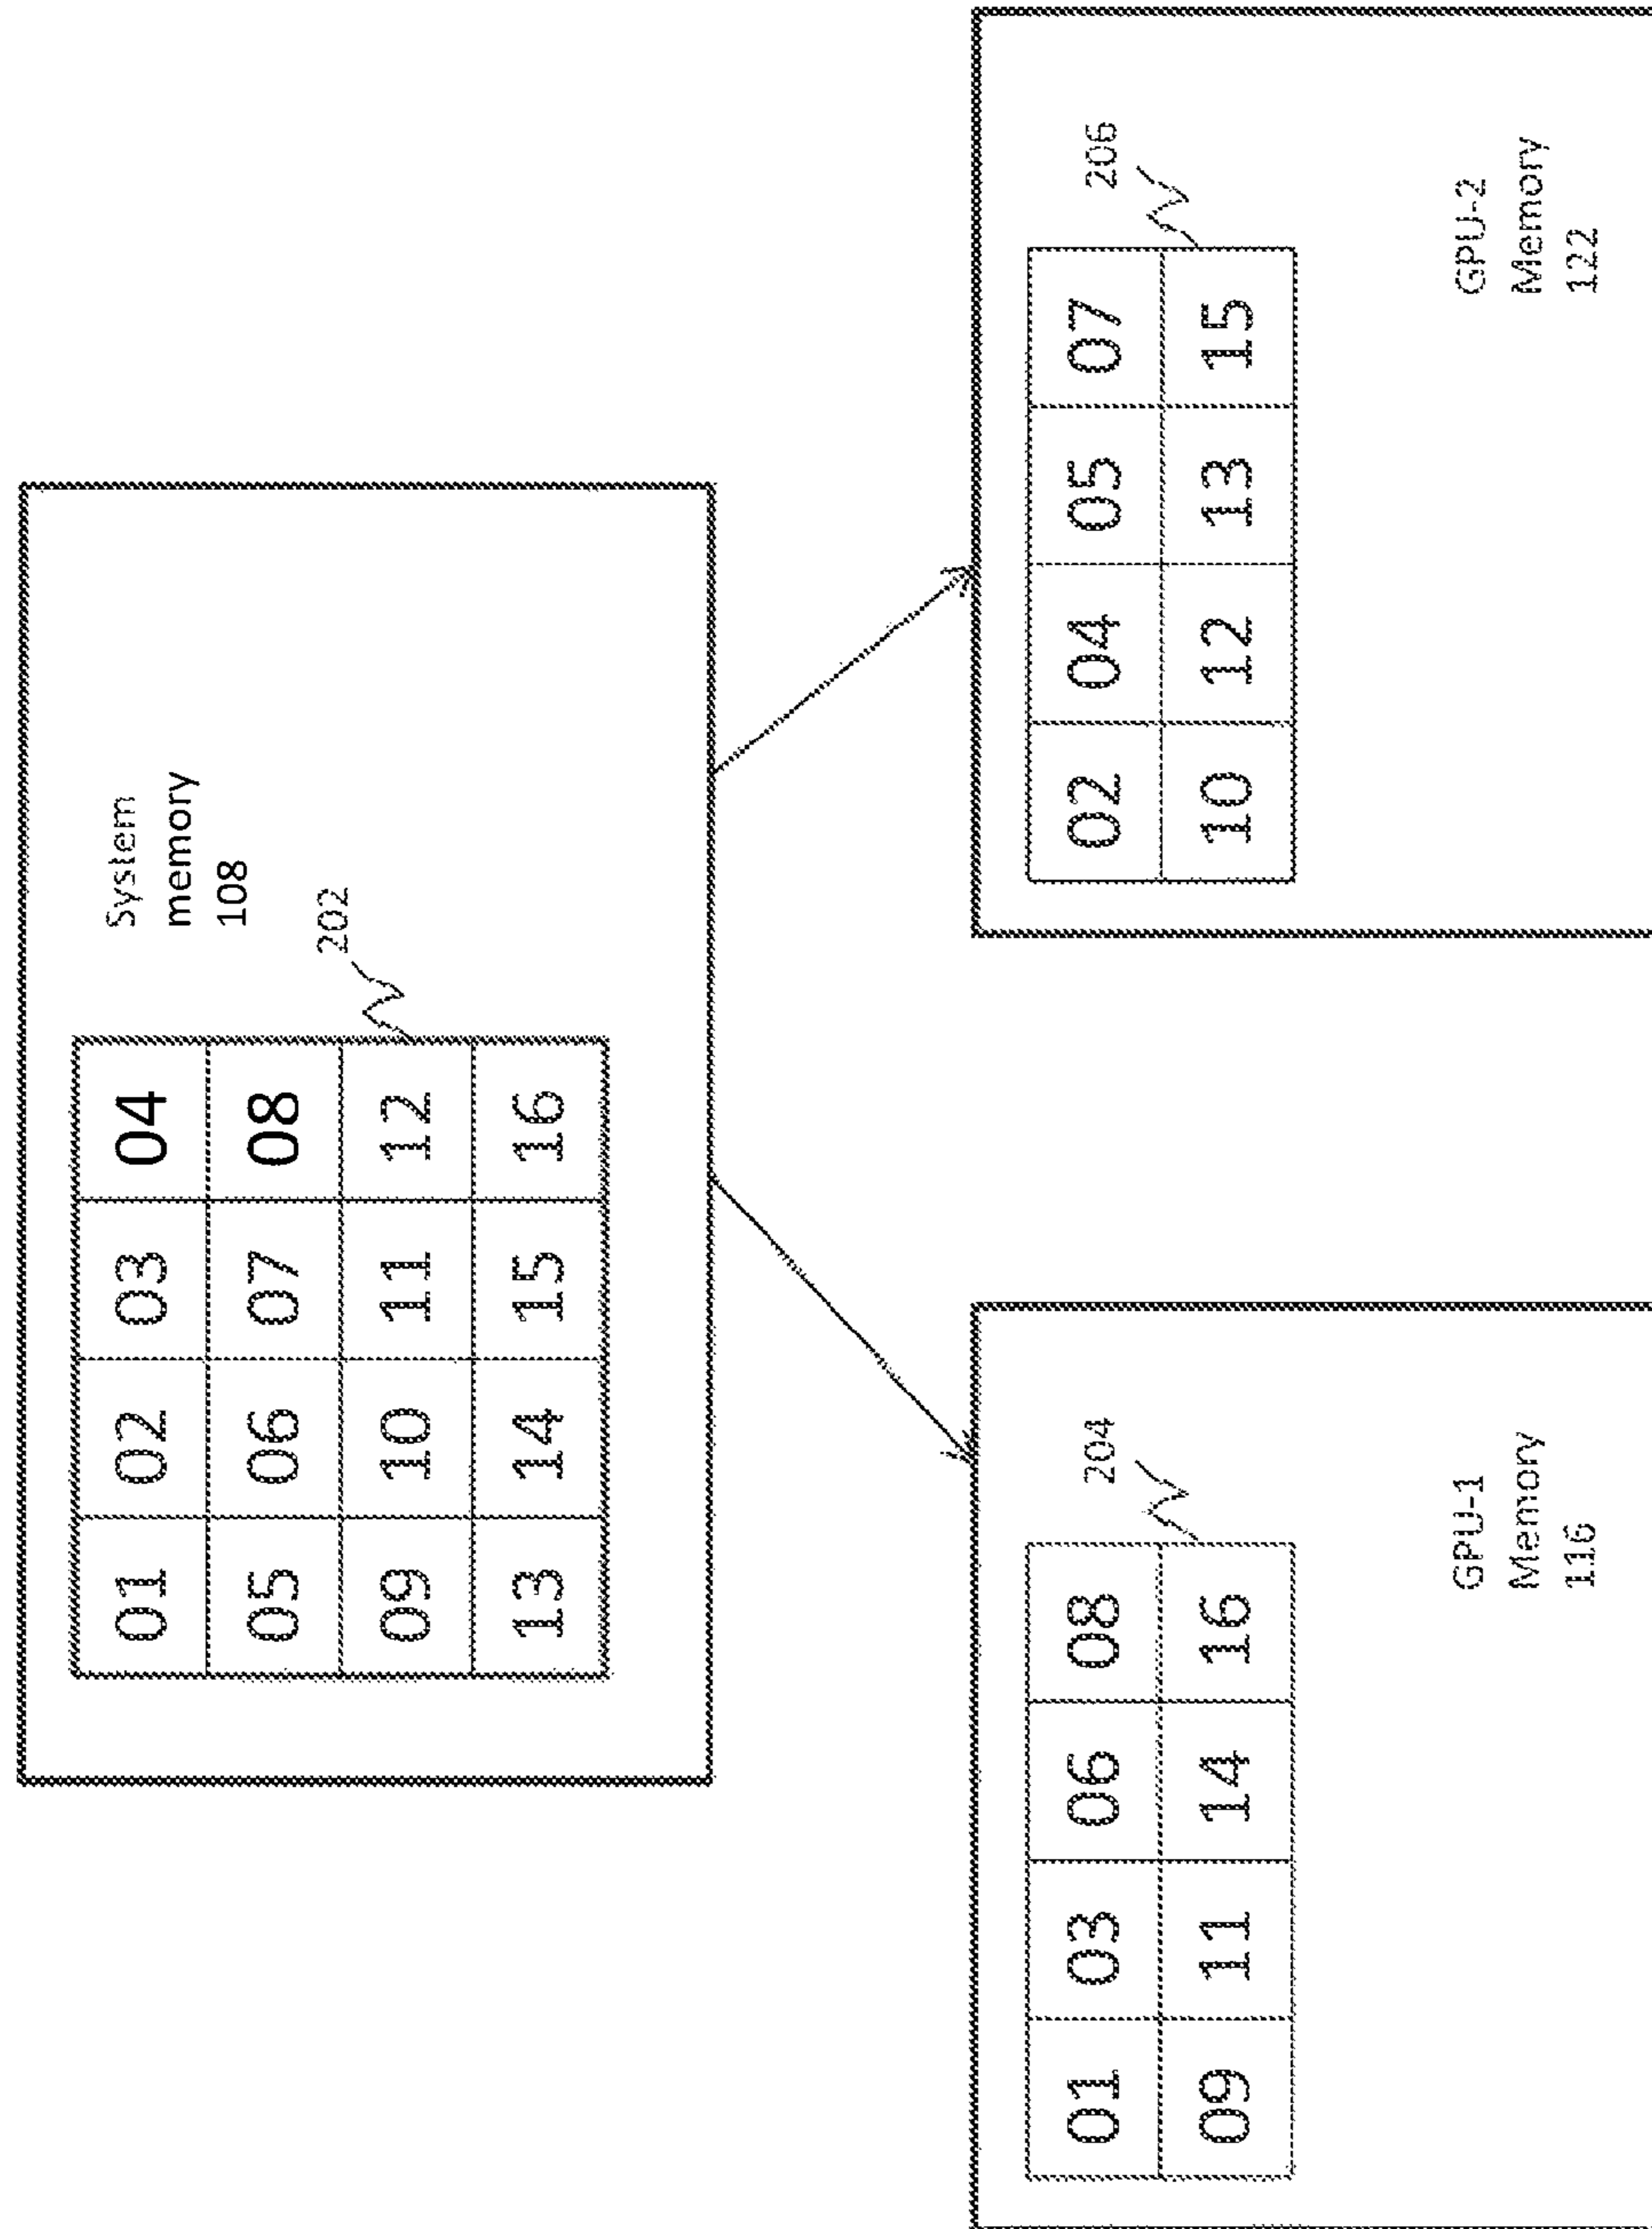 System
memory
108
202
01 02 03 04
05 06 07 08
09 10 11 12
13 14 15 16
204
01 03 06 08
09 11 14 16
GPU-1
Memory
116
206
02 04 05 07
10 12 13 15
GPU-2
Memory
122